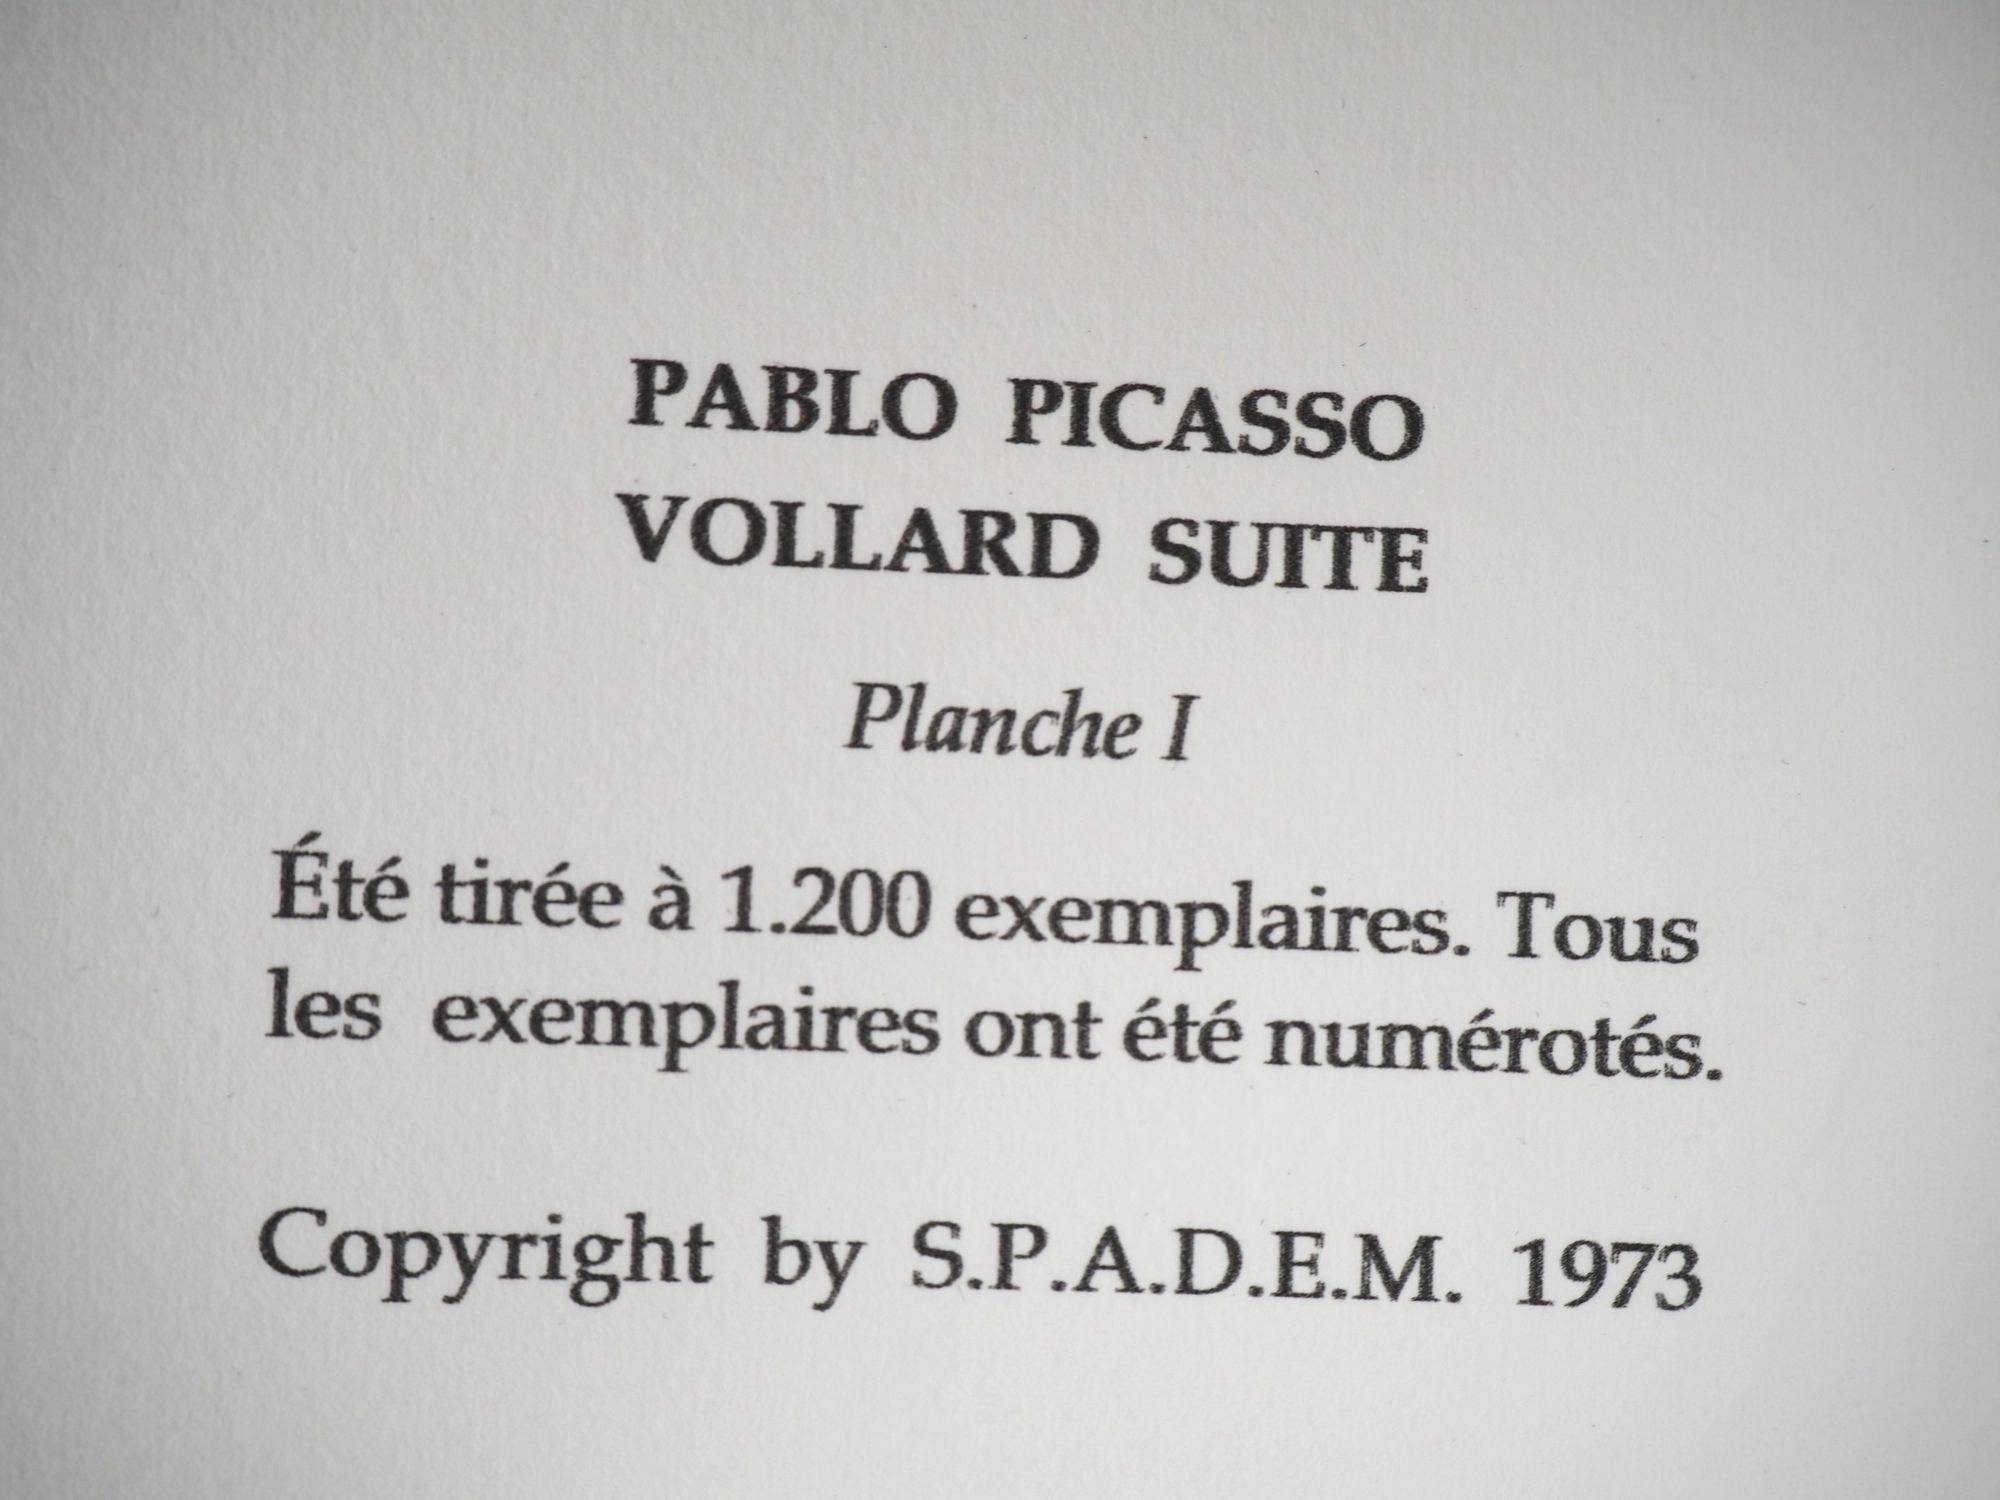 PABLO PICASSO
VOLLARD SUITE
Planche I
Été tirée à 1.200 exemplaires. Tous
les exemplaires ont été numérotés.
Copyright by S.P.A.D.E.M. 1973